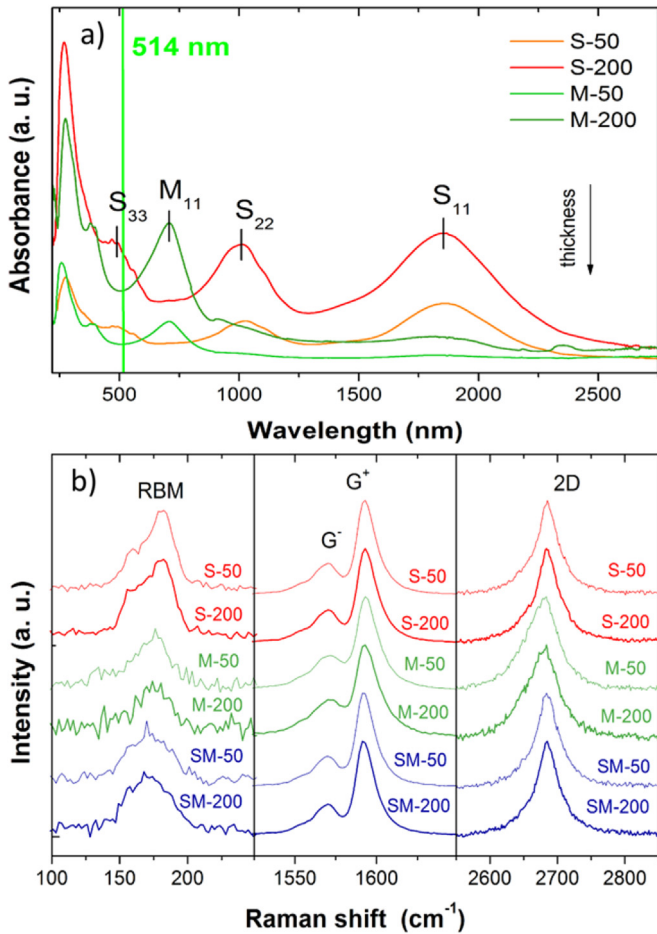 a)
514 nm
S-50
S-200
M-50
M-200
S33
M11
S22
S11
thickness
Absorbance (a. u.)
500 1000 1500 2000 2500
Wavelength (nm)
b)
RBM
G+
G-
2D
S-50 S-50 S-50
S-200 S-200 S-200
M-50 M-50 M-50
M-200 M-200 M-200
SM-50 SM-50 SM-50
SM-200 SM-200 SM-200
Intensity (a. u.)
100 150 200 1550 1600 2600 2700 2800
Raman shift (cm-1)